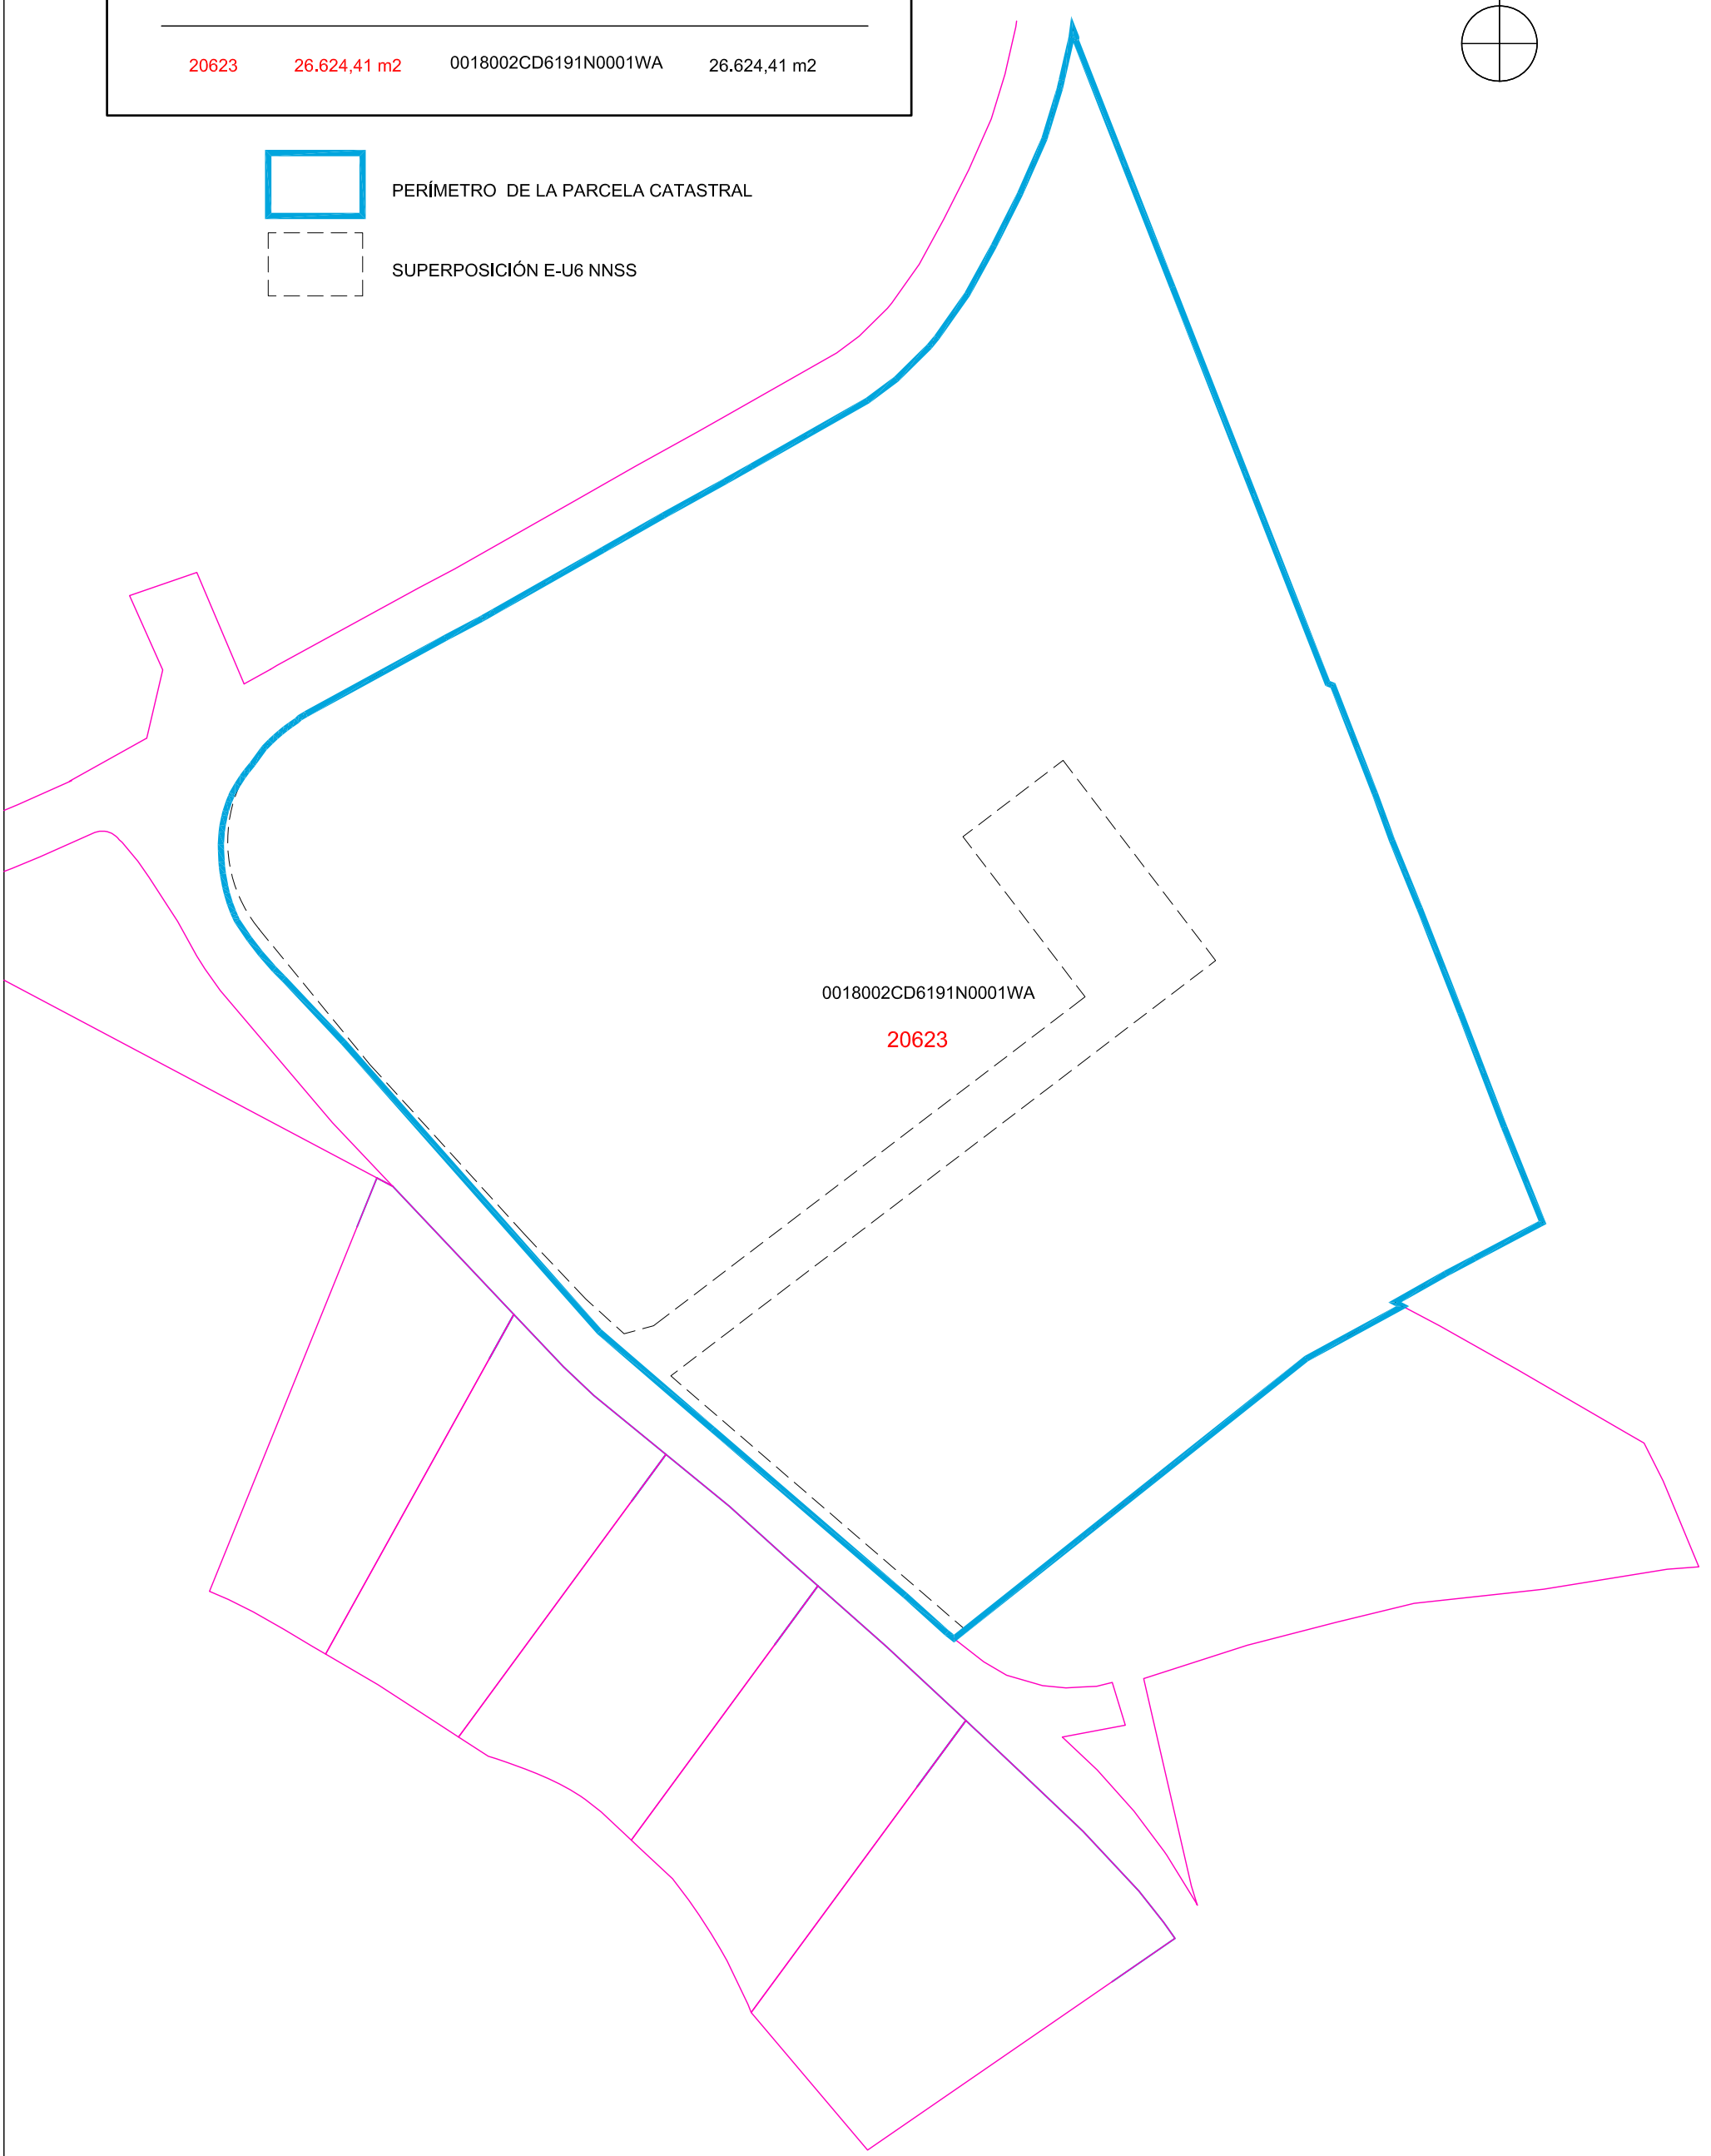 20623 26.624,41 m2 0018002CD6191N0001WA 26.624,41 m2
PERÍMETRO DE LA PARCELA CATASTRAL
SUPERPOSICIÓN E-U6 NNSS
0018002CD6191N0001WA
20623